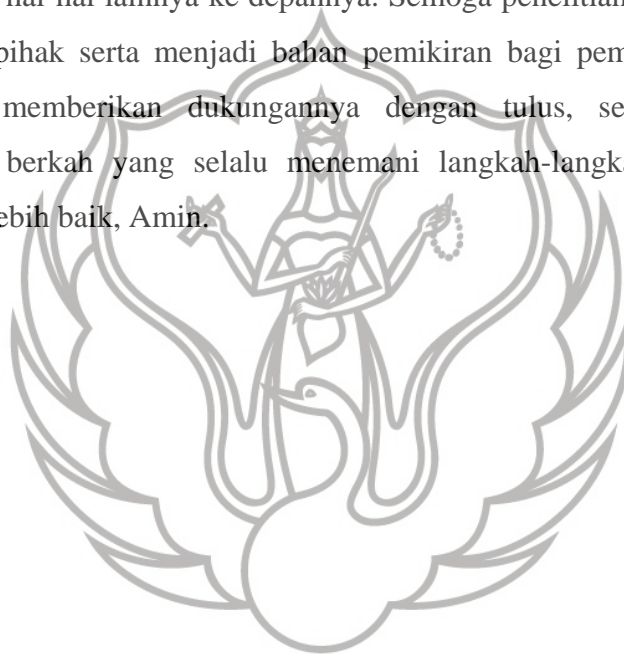 hal-hal lainnya ke depannya. Semoga penelitian
pihak serta menjadi bahan pemikiran bagi pem
memberikan dukungannya dengan tulus, se
berkah yang selalu menemani langkah-langka
ebih baik, Amin.